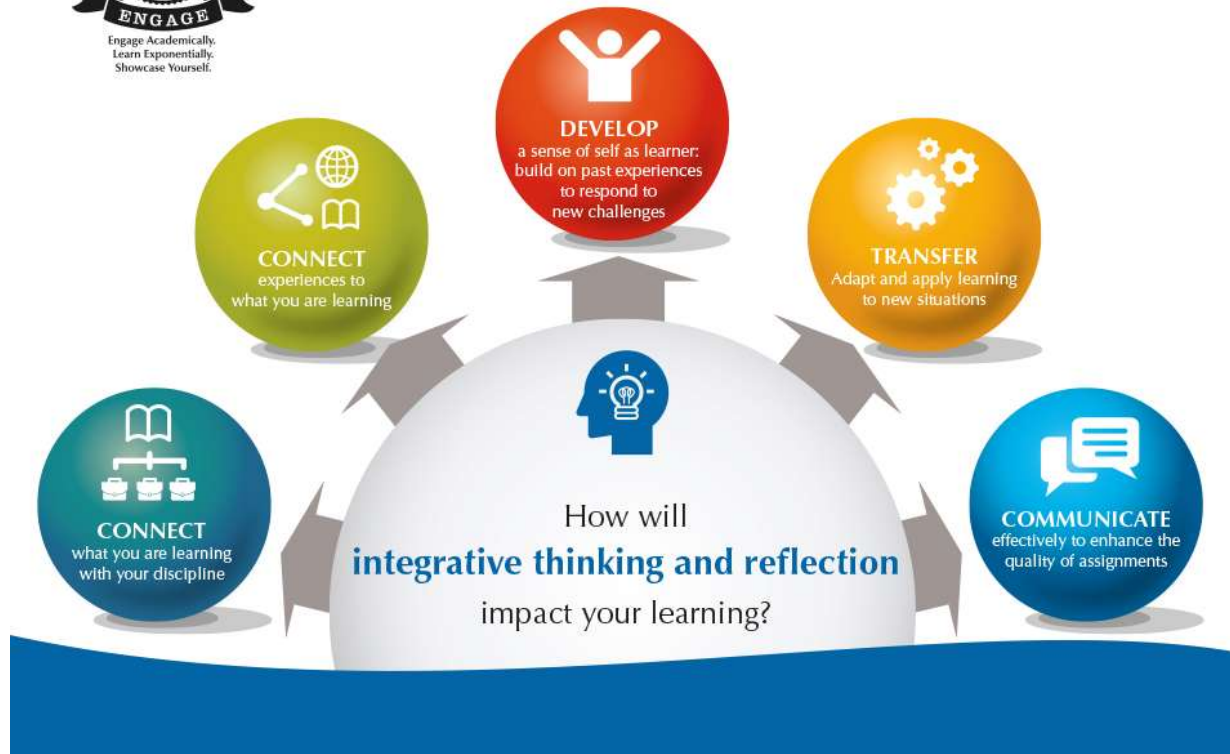 ENGAGE
Engage Academically.
Learn Exponentially.
Showcase Yourself.
DEVELOP
a sense of self as learner:
build on past experiences
to respond to
new challenges
CONNECT
experiences to
what you are learning
TRANSFER
Adapt and apply learning
to new situations
CONNECT
what you are learning
with your discipline
COMMUNICATE
effectively to enhance the
quality of assignments
How will
integrative thinking and reflection
impact your learning?